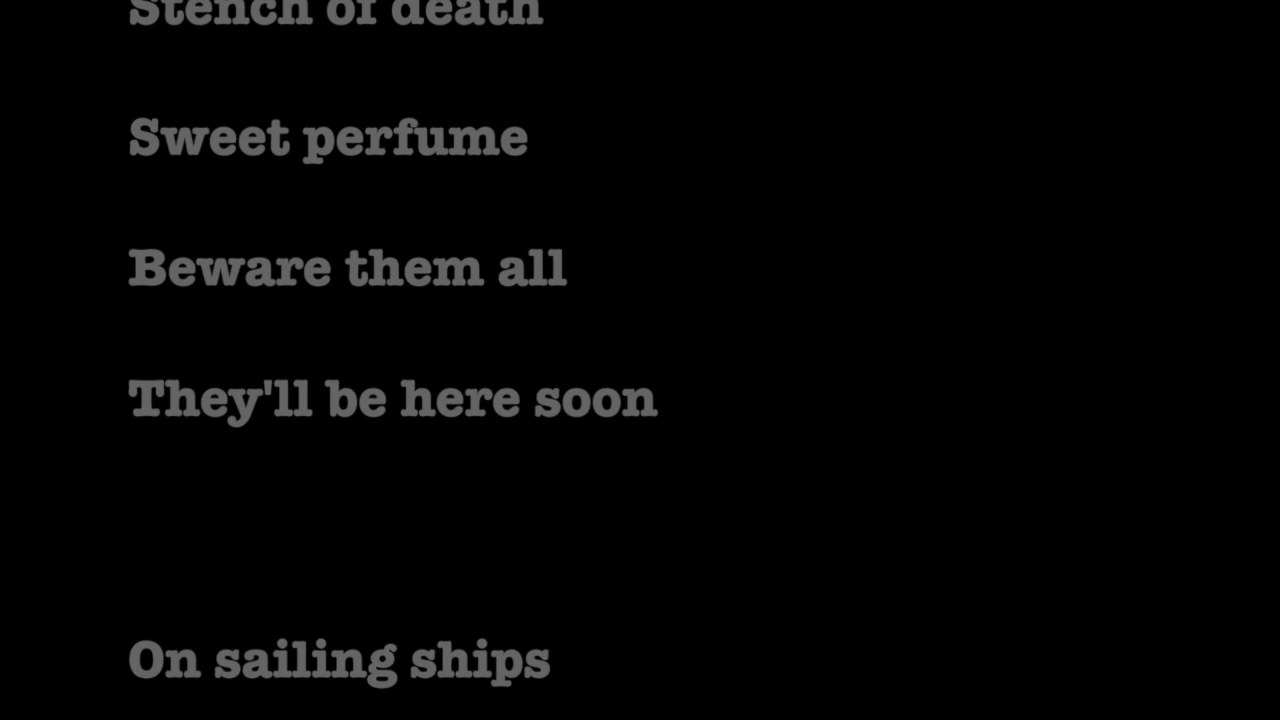 Stench of death
Sweet perfume
Beware them all
They'll be here soon
On sailing ships